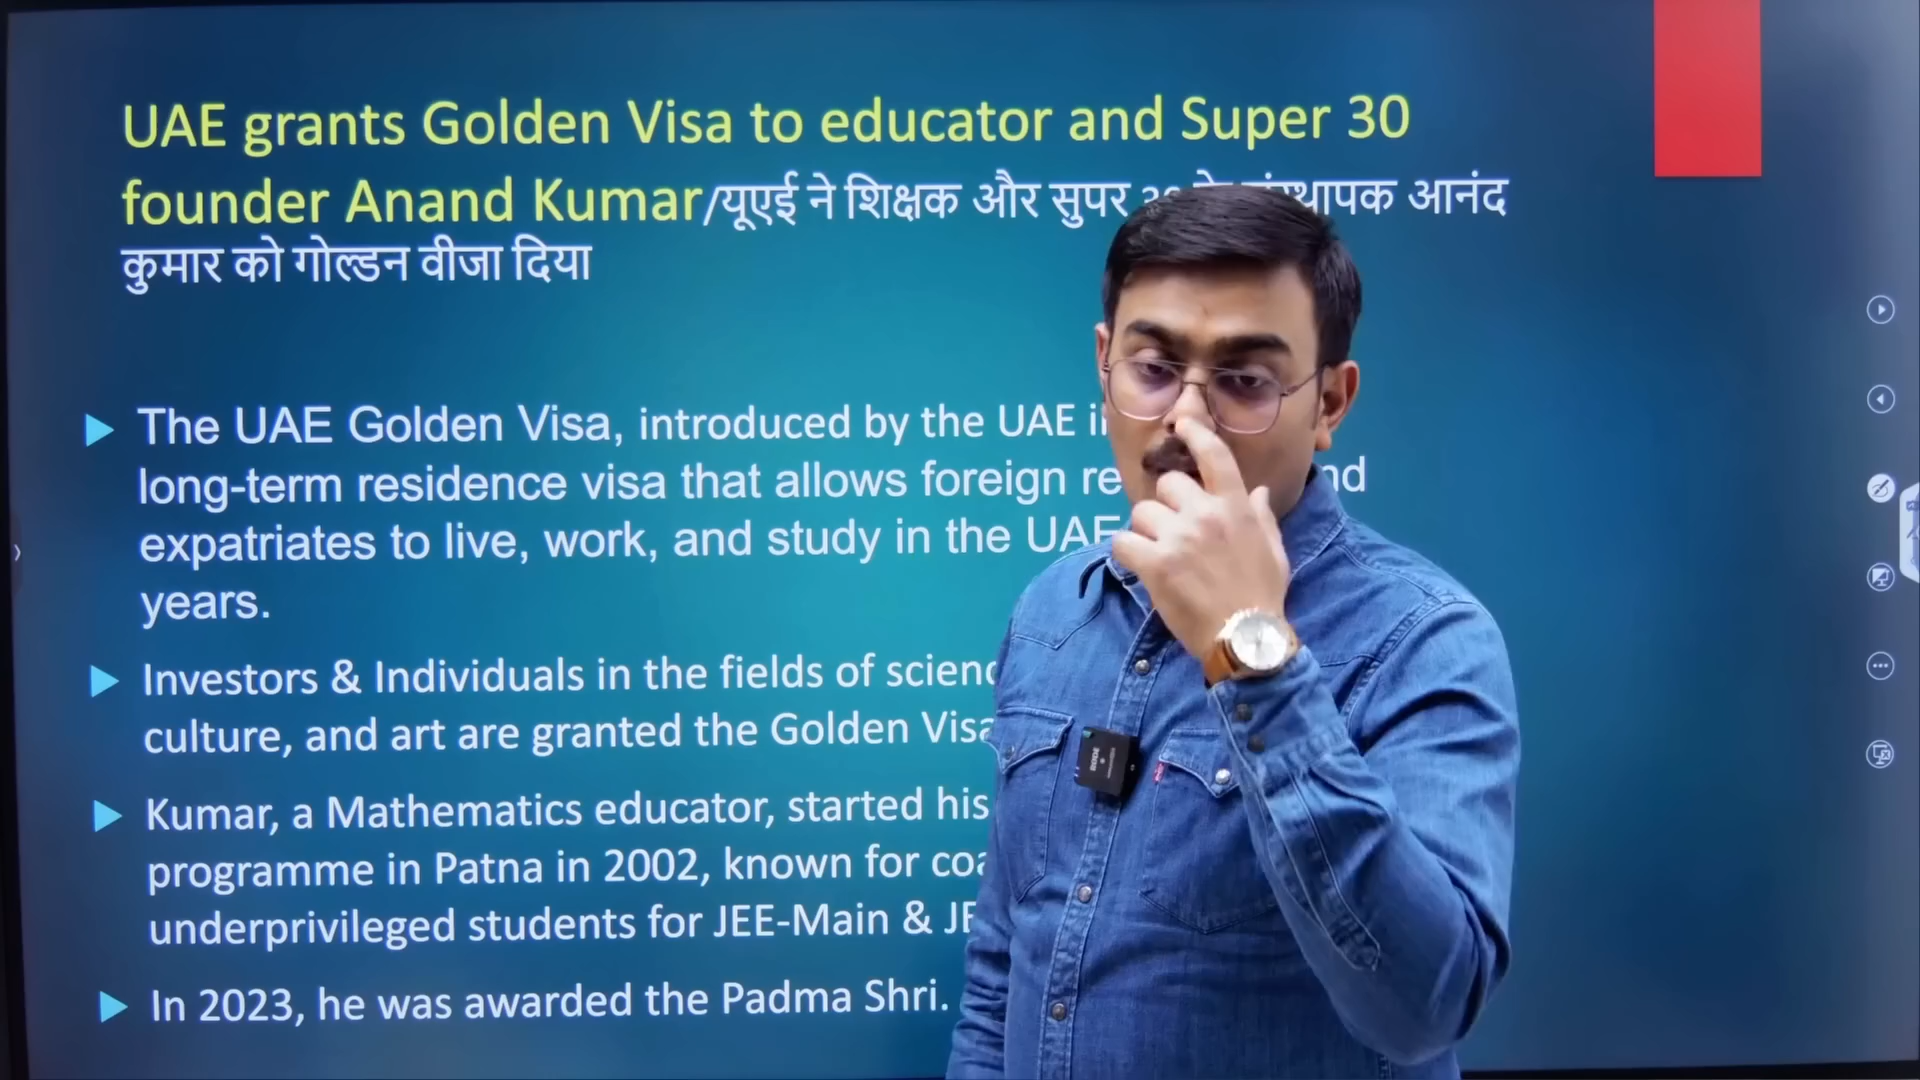 UAE grants Golden Visa to educator and Super 30
founder Anand Kumar/यूएई ने शिक्षक और सुपर आनंद
कुमार को गोल्डन वीजा दिया
The UAE Golden Visa, introduced by the UAE
long-term residence visa that allows foreign
expatriates to live, work, and study in the UAE
years.
Investors & Individuals in the fields of
culture, and art are granted the Golden
Kumar, a Mathematics educator, started his
programme in Patna in 2002, known for
underprivileged students for JEE-Main &
In 2023, he was awarded the Padma Shri.
RODE